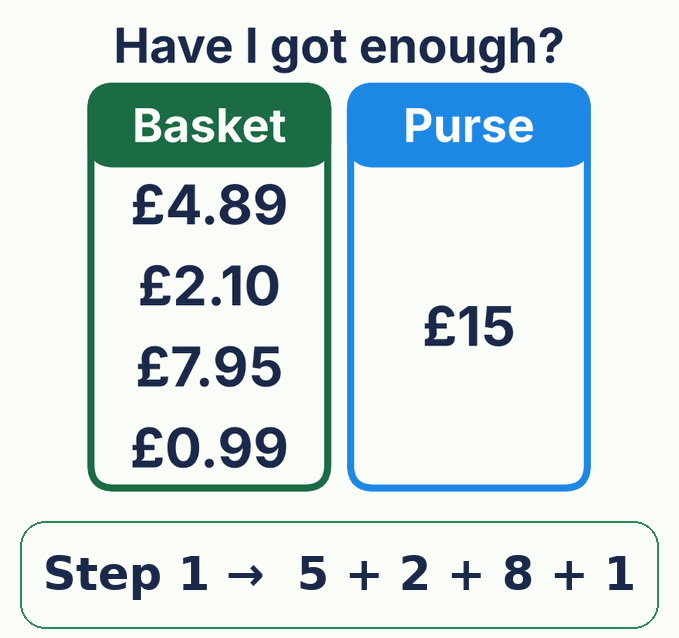 Have I got enough?
Basket
£4.89
£2.10
£7.95
£0.99
Purse
£15
Step 1 → 5 + 2 + 8 + 1